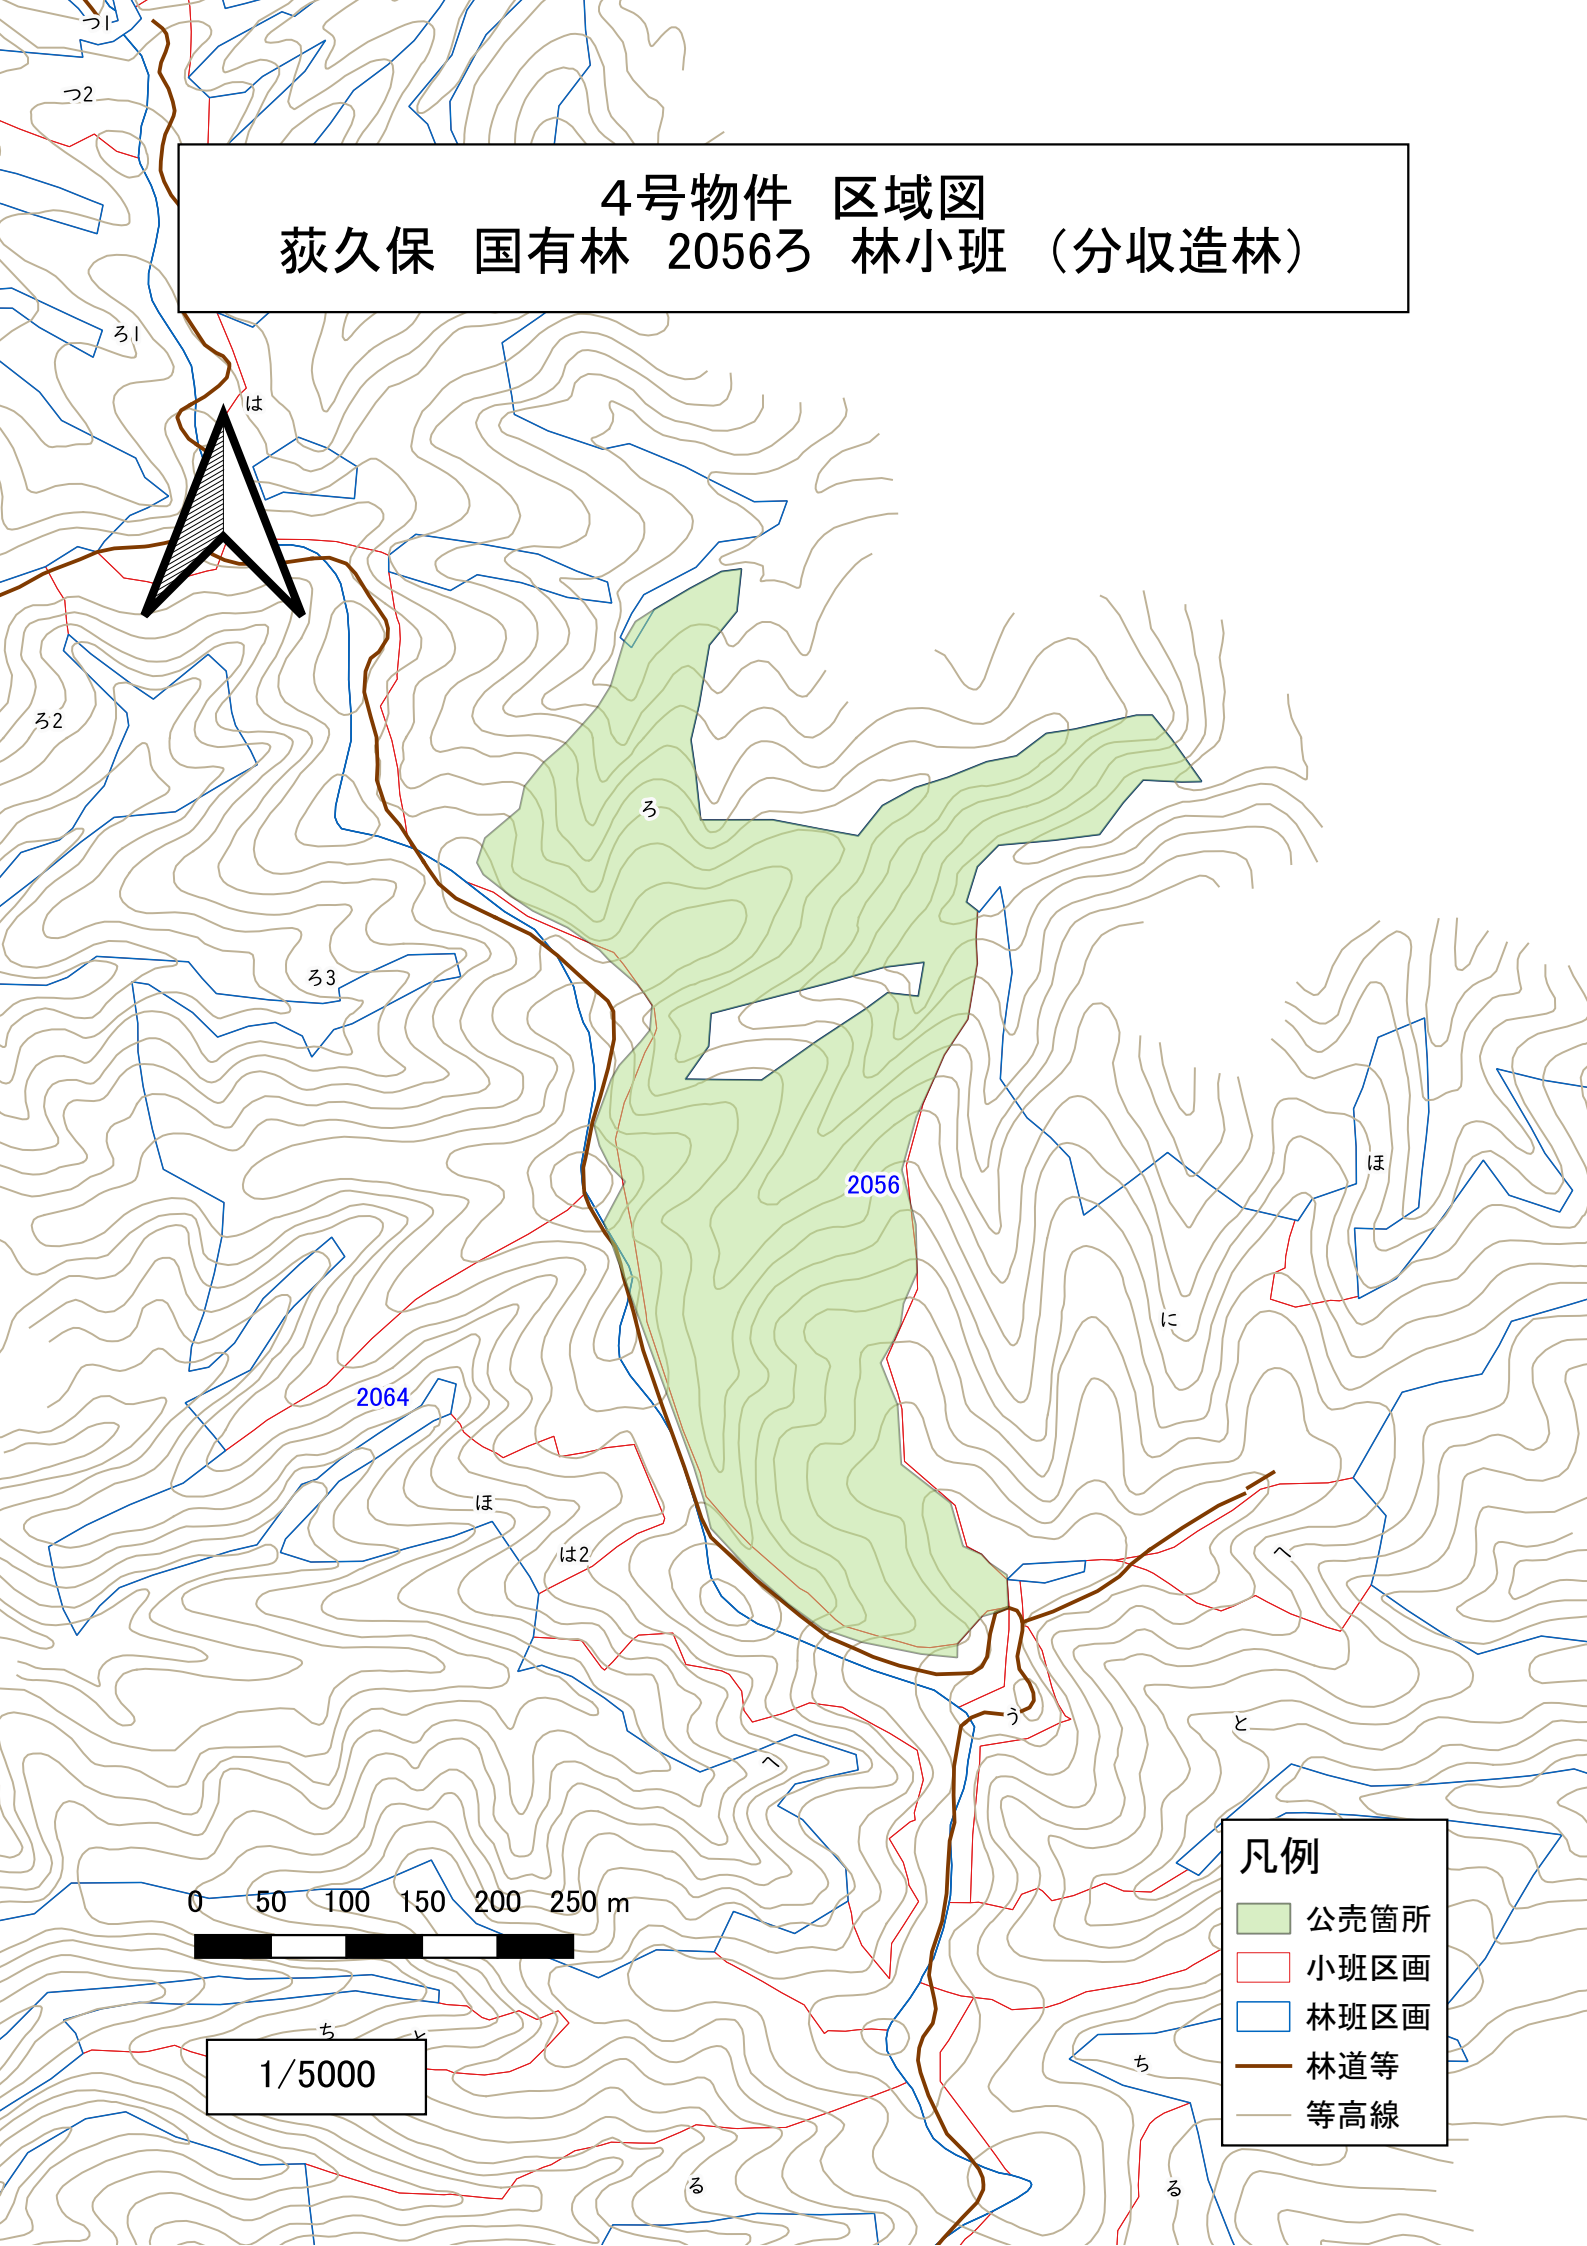 つ1
つ2
4号物件　区域図
荻久保　国有林　2056ろ　林小班　（分収造林）
ろ1
は
ろ2
ろ
ろ3
2056
ほ
に
2064
ほ
は2
へ
う
と
へ
凡例
公売箇所
小班区画
林班区画
林道等
等高線
0 50 100 150 200 250 m
ち
と
ち
1/5000
る
る